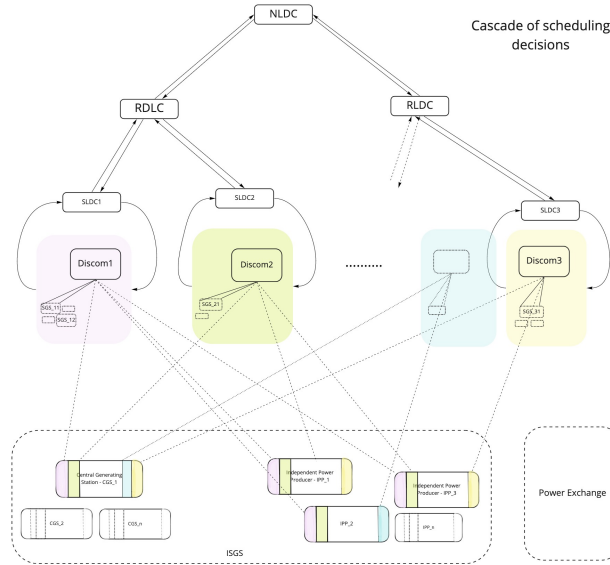 NLDC
Cascade of scheduling
decisions
RDLC
RLDC
SLDC1
SLDC2
SLDC3
Discom1
Discom2
..........
Discom3
SGS_11
SGS_12
SGS_21
SGS_31
Central Generating
Station - CGS_1
Independent Power
Producer - IPP_1
Independent Power
Producer - IPP_3
CGS_2
CGS_n
IPP_2
IPP_n
ISGS
Power Exchange